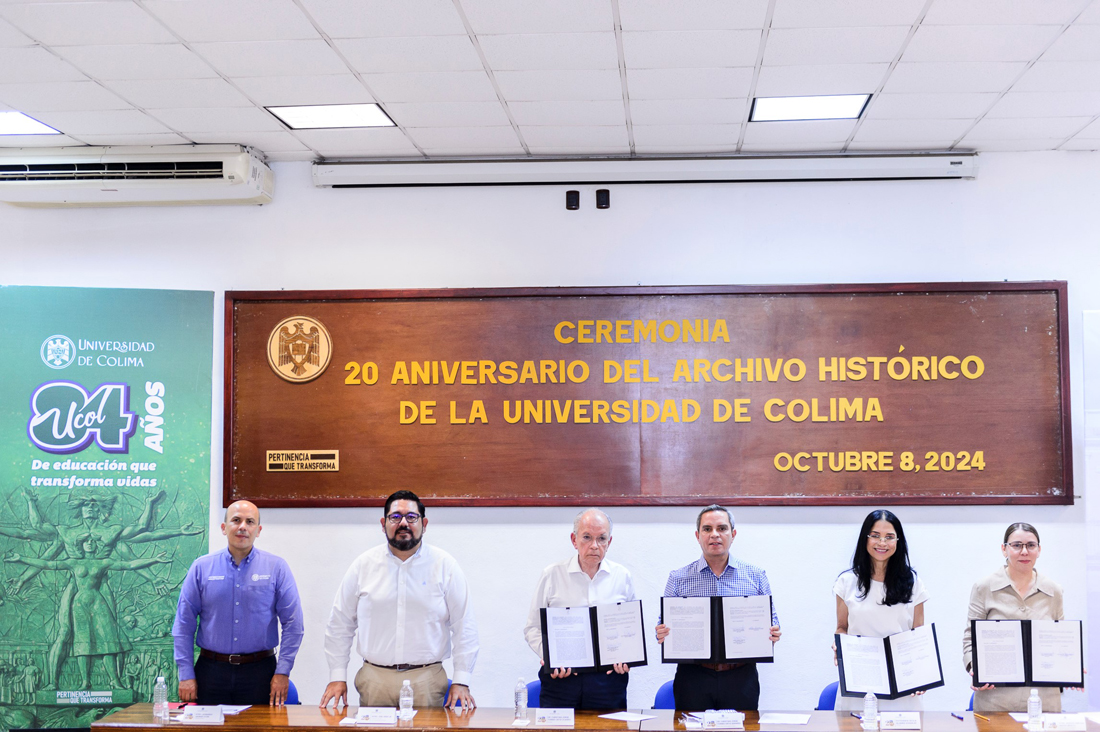 UNIVERSIDAD
DE COLIMA
84
Ucol
AÑOS
De educación que
transforma vidas
PERTINENCIA
QUE TRANSFORMA
CEREMONIA
20 ANIVERSARIO DEL ARCHIVO HISTÓRICO
DE LA UNIVERSIDAD DE COLIMA
PERTINENCIA
QUE TRANSFORMA
OCTUBRE 8, 2024